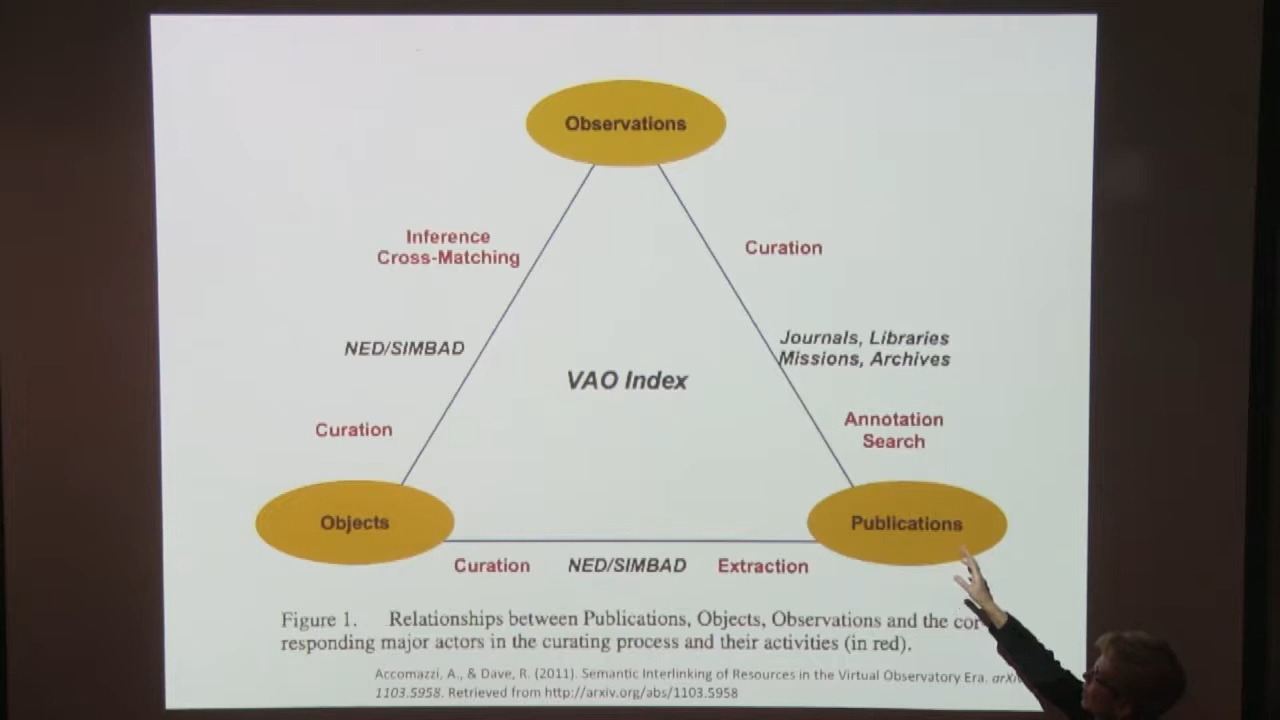 Observations
Inference
Cross-Matching
Curation
NED/SIMBAD
Journals, Libraries
Missions, Archives
VAO Index
Curation
Annotation
Search
Objects
Publications
Curation NED/SIMBAD Extraction
Figure 1. Relationships between Publications, Objects, Observations and the cor
responding major actors in the curating process and their activities (in red).
Accomazzi, A., & Dave, R. (2011). Semantic Interlinking of Resources in the Virtual Observatory Era.
1103.5958. Retrieved from http://arxiv.org/abs/1103.5958